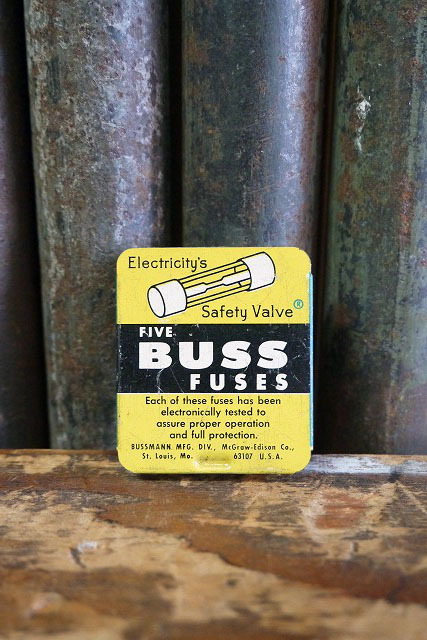 Electricity's
Safety Valve®
FIVE
BUSS
FUSES
Each of these fuses has been
electronically tested to
assure proper operation
and full protection.
BUSSMANN MFG. DIV., McGraw-Edison Co.,
St. Louis, Mo. 63107 U.S.A.